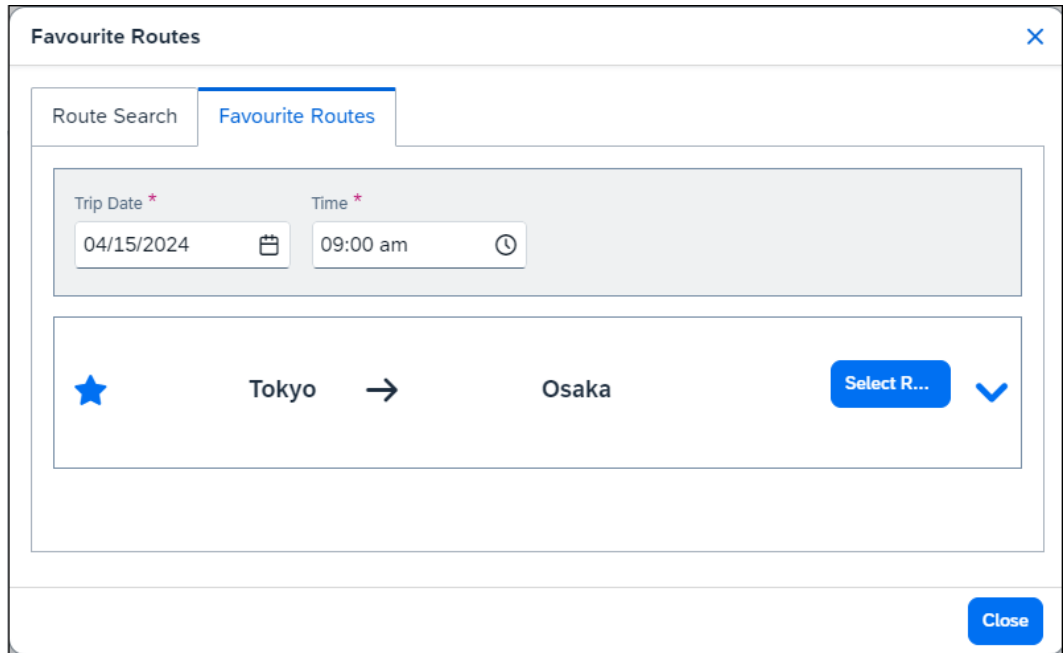 Favourite Routes
Route Search Favourite Routes
Trip Date * Time *
04/15/2024 09:00 am
Tokyo → Osaka Select R...
Close